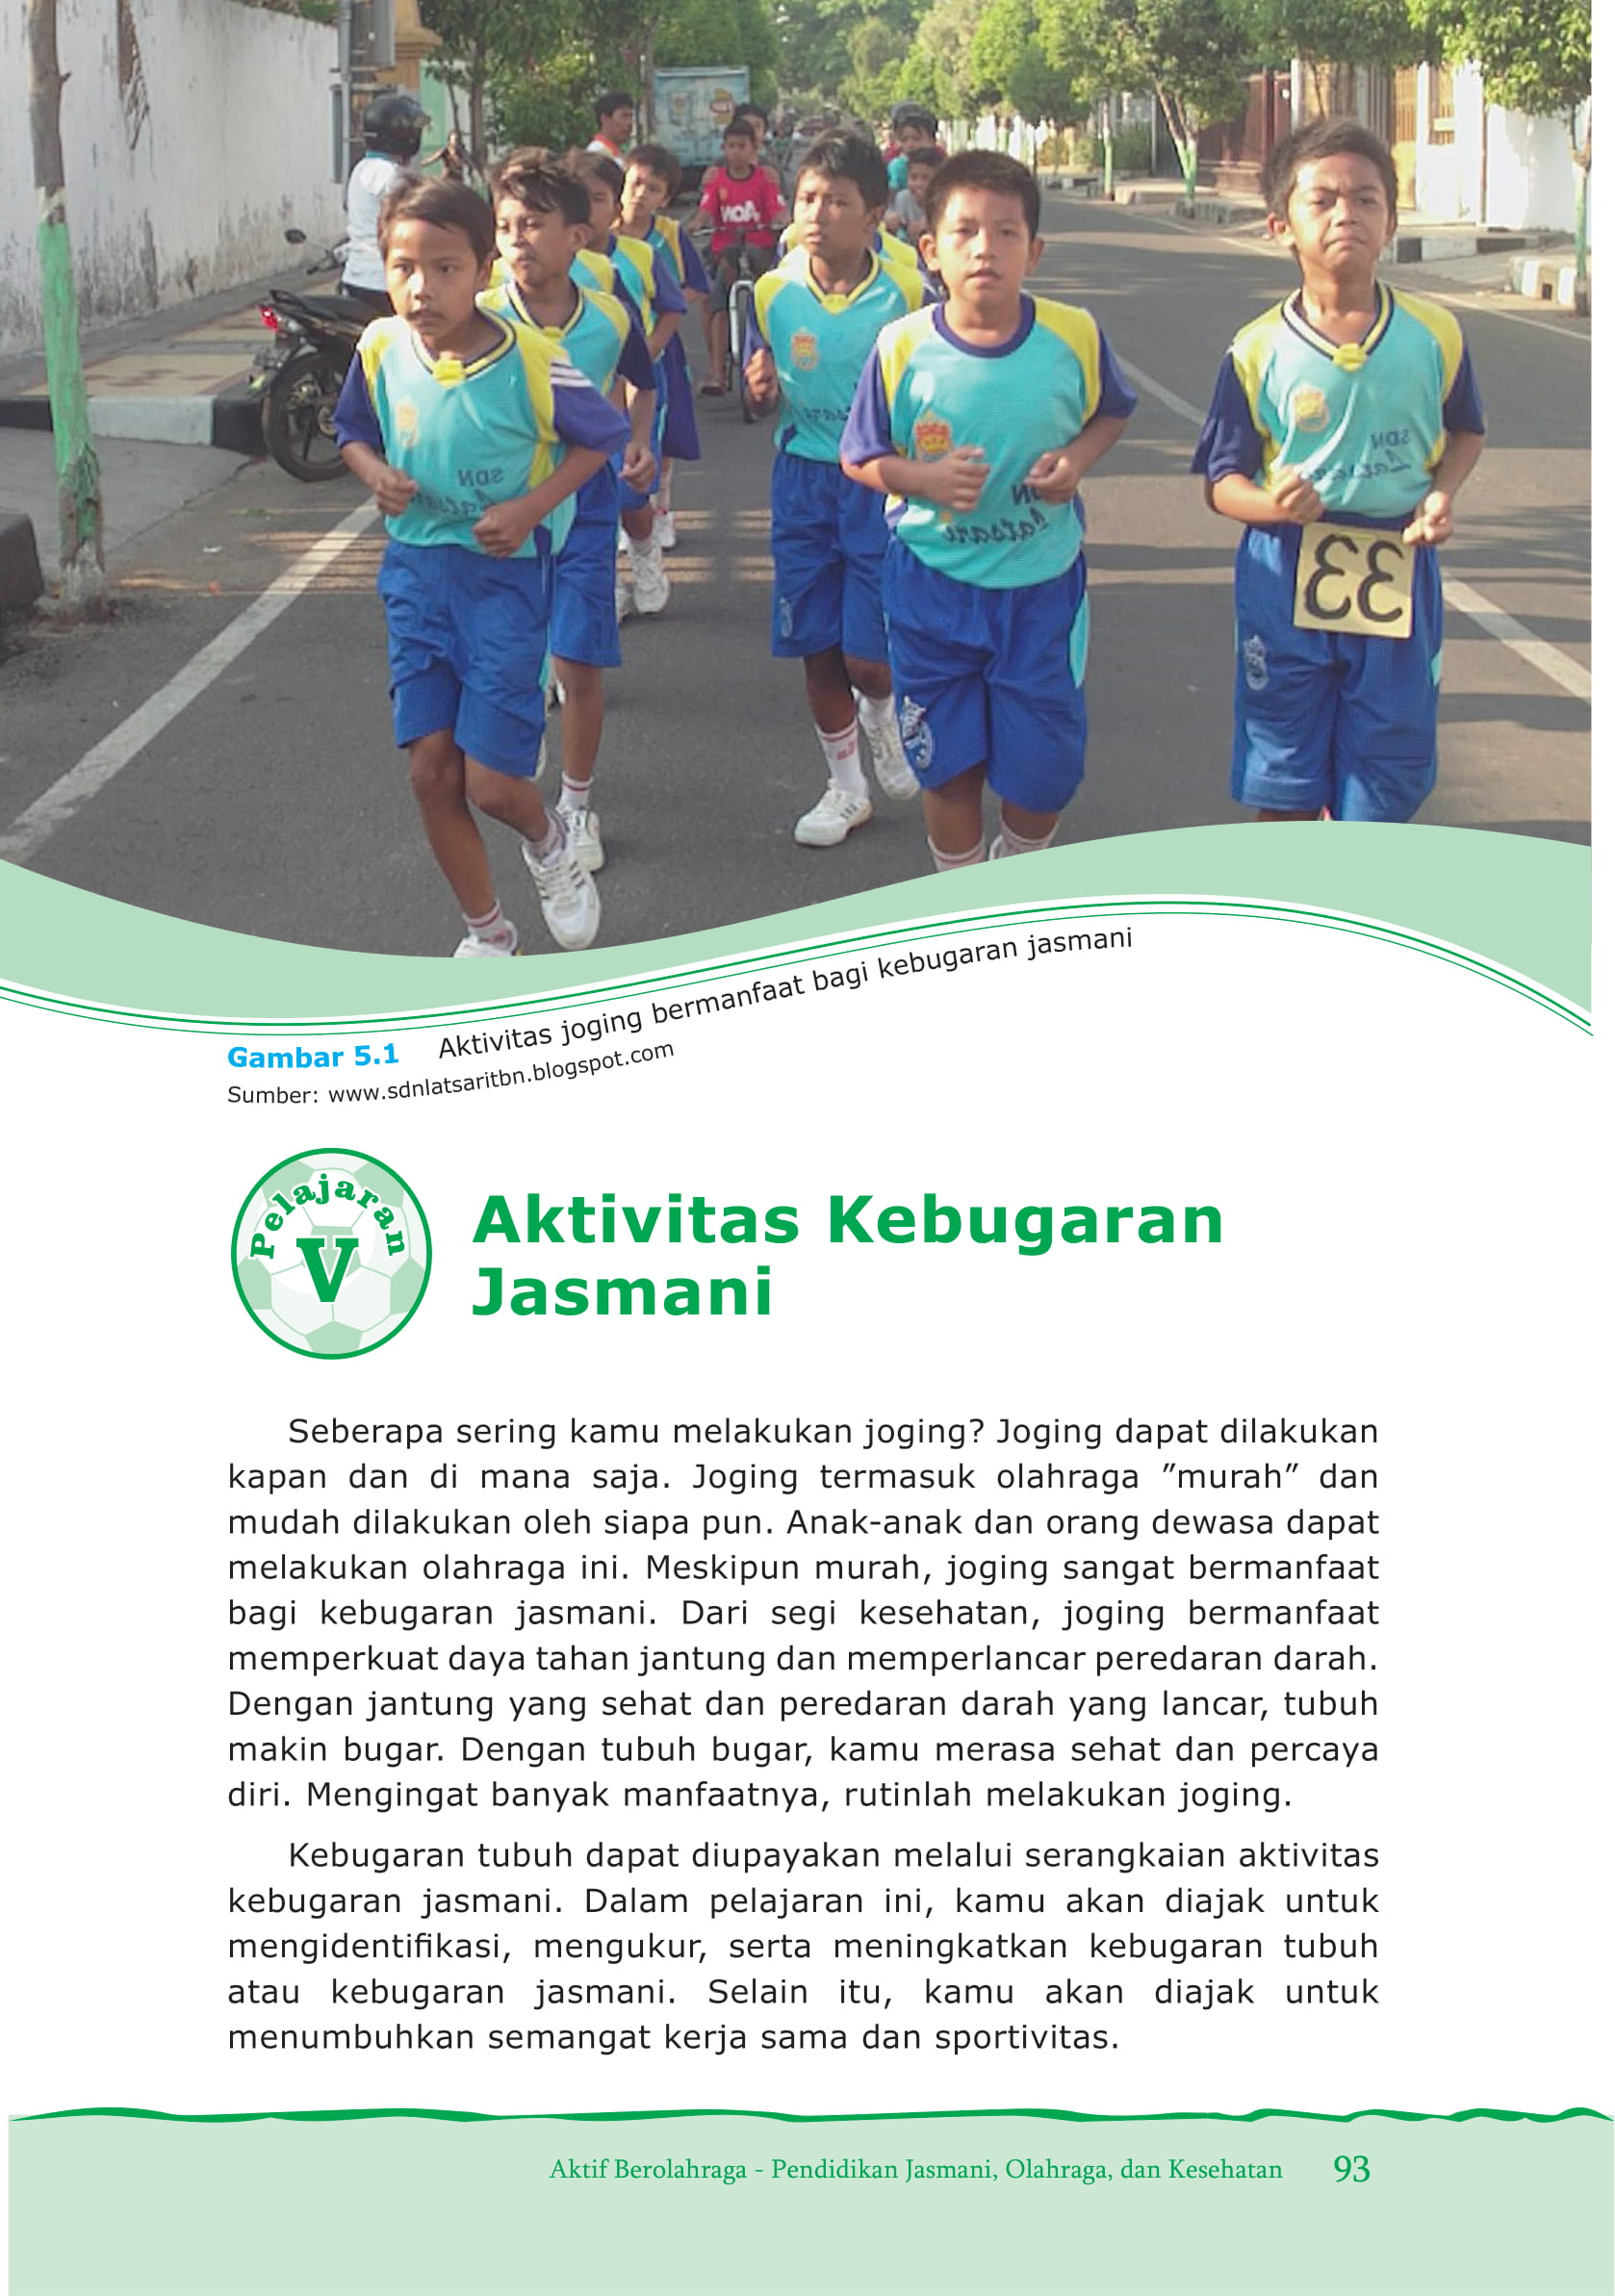 AOM
SDN
SDN
Latsari
SDN
Latsari
33
Gambar 5.1 Aktivitas joging bermanfaat bagi kebugaran jasmani
Sumber: www.sdnlatsaritbn.blogspot.com
Pelajaran
V
Aktivitas Kebugaran
Jasmani
Seberapa sering kamu melakukan joging? Joging dapat dilakukan
kapan dan di mana saja. Joging termasuk olahraga ”murah” dan
mudah dilakukan oleh siapa pun. Anak-anak dan orang dewasa dapat
melakukan olahraga ini. Meskipun murah, joging sangat bermanfaat
bagi kebugaran jasmani. Dari segi kesehatan, joging bermanfaat
memperkuat daya tahan jantung dan memperlancar peredaran darah.
Dengan jantung yang sehat dan peredaran darah yang lancar, tubuh
makin bugar. Dengan tubuh bugar, kamu merasa sehat dan percaya
diri. Mengingat banyak manfaatnya, rutinlah melakukan joging.
Kebugaran tubuh dapat diupayakan melalui serangkaian aktivitas
kebugaran jasmani. Dalam pelajaran ini, kamu akan diajak untuk
mengidentifikasi, mengukur, serta meningkatkan kebugaran tubuh
atau kebugaran jasmani. Selain itu, kamu akan diajak untuk
menumbuhkan semangat kerja sama dan sportivitas.
Aktif Berolahraga - Pendidikan Jasmani, Olahraga, dan Kesehatan 93